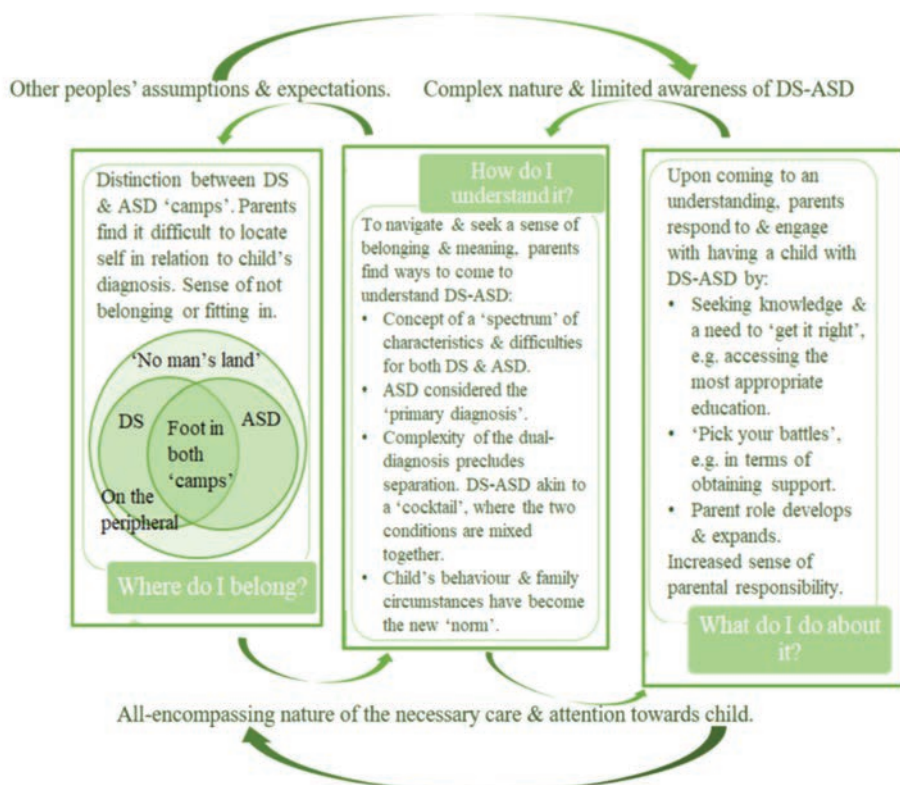 Other peoples' assumptions & expectations.
Complex nature & limited awareness of DS-ASD
Distinction between DS
& ASD 'camps'. Parents
find it difficult to locate
self in relation to child's
diagnosis. Sense of not
belonging or fitting in.
'No man's land'
DS
Foot in
both
'camps'
ASD
On the
peripheral
Where do I belong?
How do I
understand it?
To navigate & seek a sense of
belonging & meaning, parents
find ways to come to
understand DS-ASD:
• Concept of a 'spectrum' of
characteristics & difficulties
for both DS & ASD.
• ASD considered the
'primary diagnosis'.
• Complexity of the dual-
diagnosis precludes
separation. DS-ASD akin to
a 'cocktail', where the two
conditions are mixed
together.
• Child's behaviour & family
circumstances have become
the new 'norm'.
Upon coming to an
understanding, parents
respond to & engage
with having a child with
DS-ASD by:
• Seeking knowledge &
a need to 'get it right',
e.g. accessing the
most appropriate
education.
• 'Pick your battles',
e.g. in terms of
obtaining support.
• Parent role develops
& expands.
Increased sense of
parental responsibility.
What do I do about
it?
All-encompassing nature of the necessary care & attention towards child.